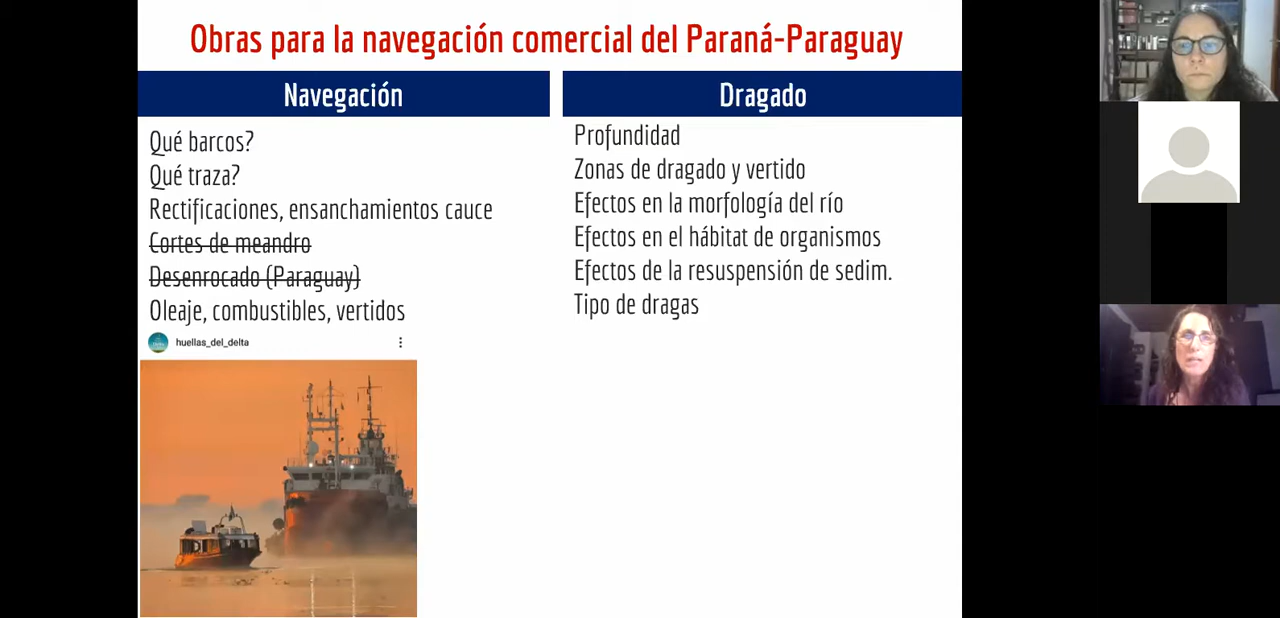 Obras para la navegación comercial del Paraná-Paraguay
Navegación
Qué barcos?
Qué traza?
Rectificaciones, ensanchamientos cauce
Cortes de meandro
Desenrocado (Paraguay)
Oleaje, combustibles, vertidos
huellas_del_delta
Dragado
Profundidad
Zonas de dragado y vertido
Efectos en la morfología del río
Efectos en el hábitat de organismos
Efectos de la resuspensión de sedim.
Tipo de dragas